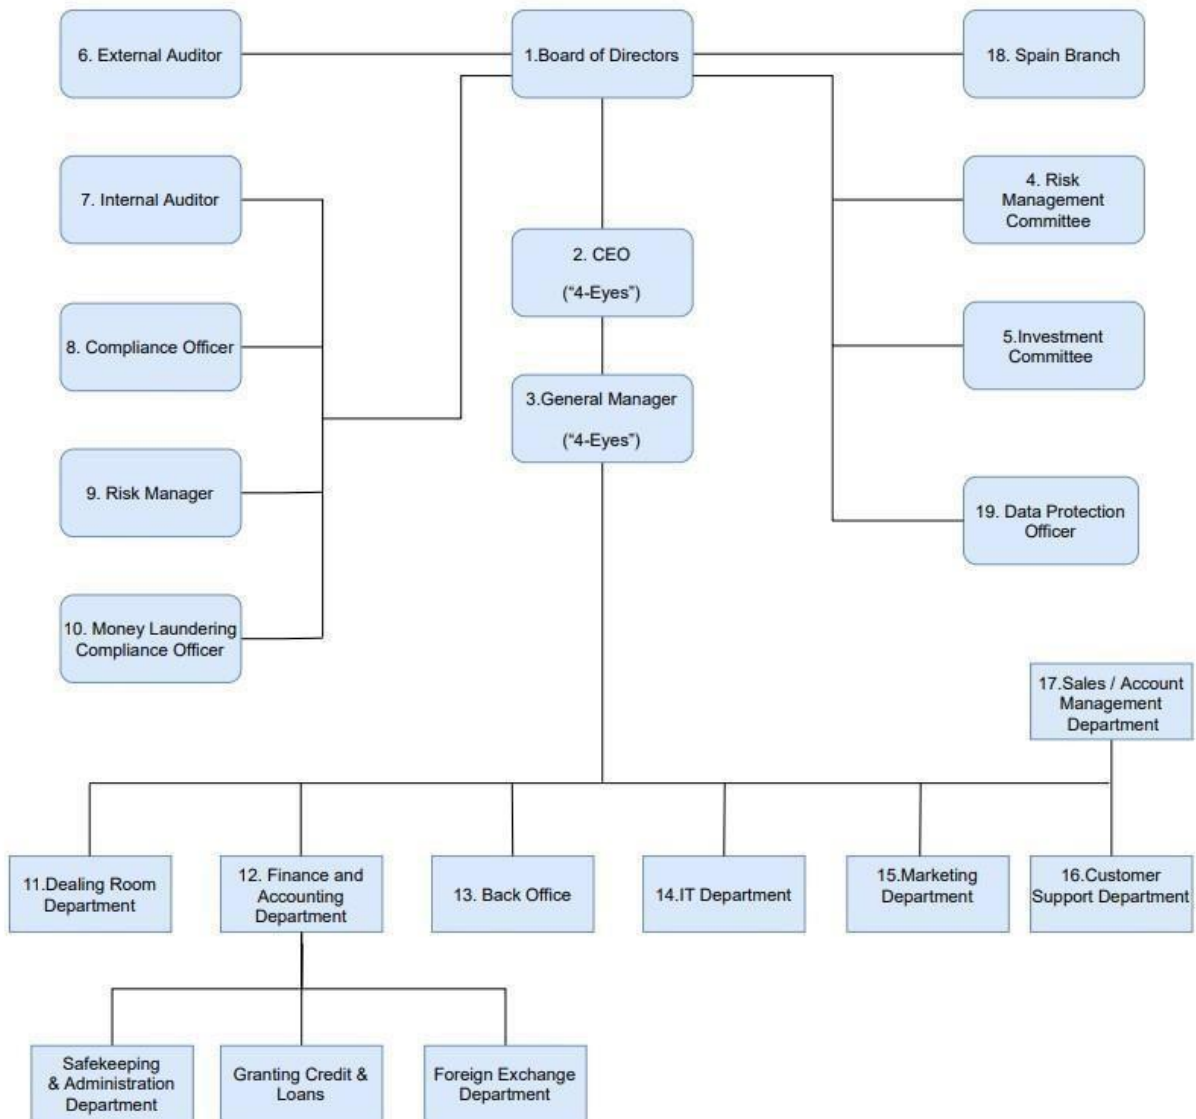 6. External Auditor
1.Board of Directors
18. Spain Branch
7. Internal Auditor
4. Risk
Management
Committee
2. CEO
(“4-Eyes”)
8. Compliance Officer
5.Investment
Committee
3.General Manager
(“4-Eyes”)
9. Risk Manager
19. Data Protection
Officer
10. Money Laundering
Compliance Officer
17.Sales / Account
Management
Department
11.Dealing Room
Department
12. Finance and
Accounting
Department
13. Back Office
14.IT Department
15.Marketing
Department
16.Customer
Support Department
Safekeeping
& Administration
Department
Granting Credit &
Loans
Foreign Exchange
Department